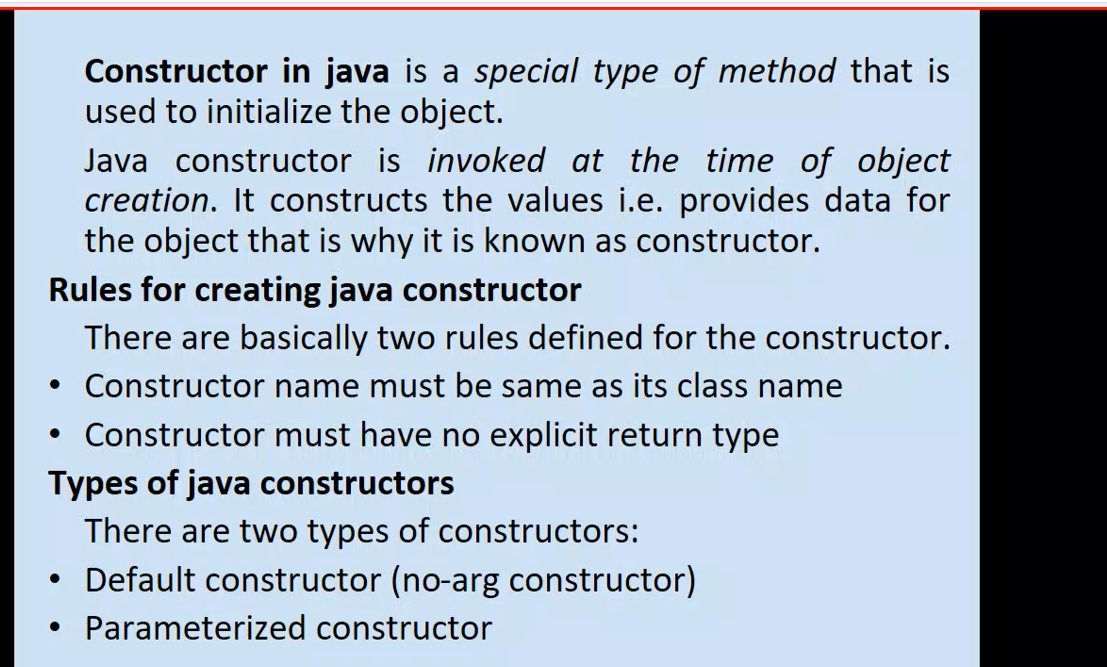 Constructor in java is a special type of method that is
used to initialize the object.
Java constructor is invoked at the time of object
creation. It constructs the values i.e. provides data for
the object that is why it is known as constructor.
Rules for creating java constructor
There are basically two rules defined for the constructor.
• Constructor name must be same as its class name
• Constructor must have no explicit return type
Types of java constructors
There are two types of constructors:
• Default constructor (no-arg constructor)
• Parameterized constructor